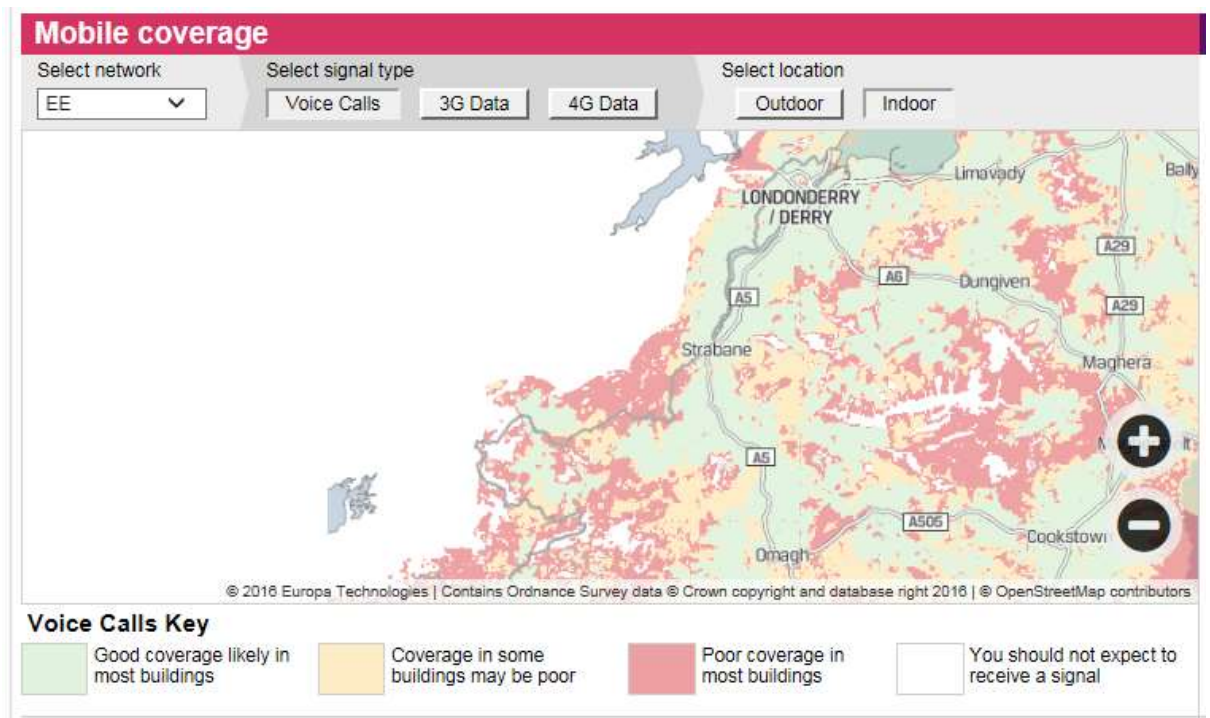 Mobile coverage
Select network
Select signal type
Select location
EE
Voice Calls
3G Data
4G Data
Outdoor
Indoor
Limavady
Bally
LONDONDERRY
/ DERRY
A29
A6
Dungiven
A5
A29
Strabane
Maghera
A5
A505
Cookstow
Omagh
© 2016 Europa Technologies | Contains Ordnance Survey data © Crown copyright and database right 2016 | © OpenStreetMap contributors
Voice Calls Key
Good coverage likely in
most buildings
Coverage in some
buildings may be poor
Poor coverage in
most buildings
You should not expect to
receive a signal